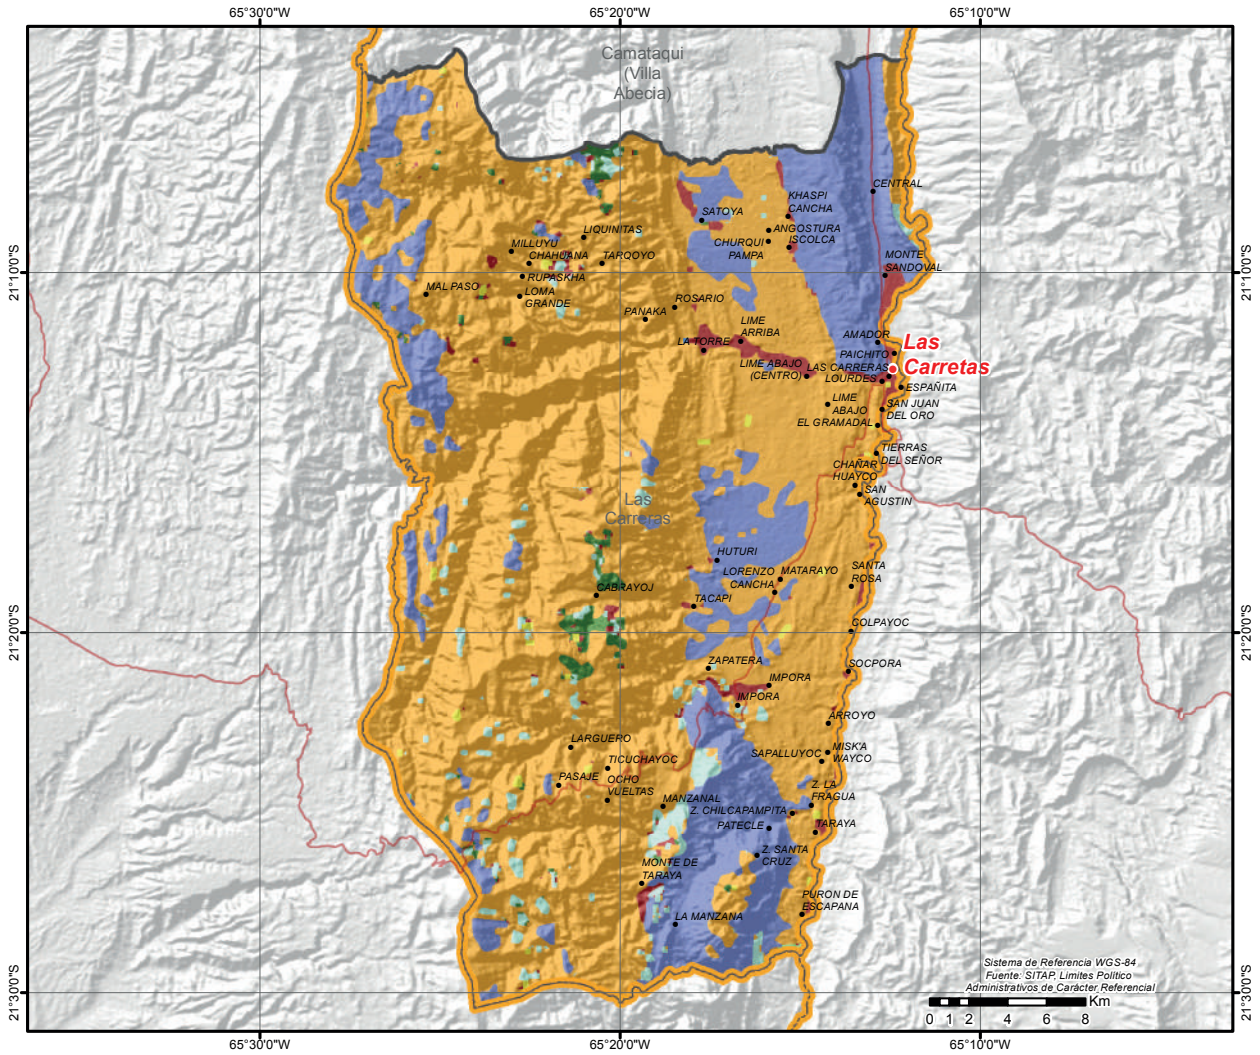 65°30'0"W
65°20'0"W
65°10'0"W
Camataqui
(Villa
Abecia)
CENTRAL
KHASPI
CANCHA
SATOYA
ANGOSTURA
LIQUINITAS
CHURQUI
PAMPA
ISCOLCA
MILLUYU
CHAHUANA
TARQOYO
MONTE
SANDOVAL
21°10'0"S
21°10'0"S
RUPASKHA
MAL PASO
LOMA
GRANDE
ROSARIO
PANAKA
LIME
ARRIBA
AMADOR
LA TORRE
Las
Carretas
PAICHITO
LIME ABAJO
(CENTRO)
LAS CARRERAS
LOURDES
ESPAÑITA
LIME
ABAJO
SAN JUAN
DEL ORO
EL GRAMADAL
TIERRAS
DEL SEÑOR
CHAÑAR
HUAYCO
SAN
AGUSTIN
Las
Carreras
HUTURI
LORENZO
CANCHA
MATARAYO
SANTA
ROSA
CABRAYOJ
TACAPI
COLPAYOC
21°20'0"S
21°20'0"S
ZAPATERA
SOCPORA
IMPORA
IMPORA
ARROYO
LARGUERO
SAPALLUYOC
MISK'A
WAYCO
TICUCHAYOC
PASAJE
OCHO
VUELTAS
MANZANAL
Z. LA
FRAGUA
Z. CHILCAPAMPITA
PATECLE
TARAYA
Z. SANTA
CRUZ
MONTE DE
TARAYA
PURON DE
ESCAPANA
LA MANZANA
Sistema de Referencia WGS-84
Fuente: SITAP, Limites Político
Administrativos de Carácter Referencial
Km
0 1 2 4 6 8
21°30'0"S
21°30'0"S
65°30'0"W
65°20'0"W
65°10'0"W